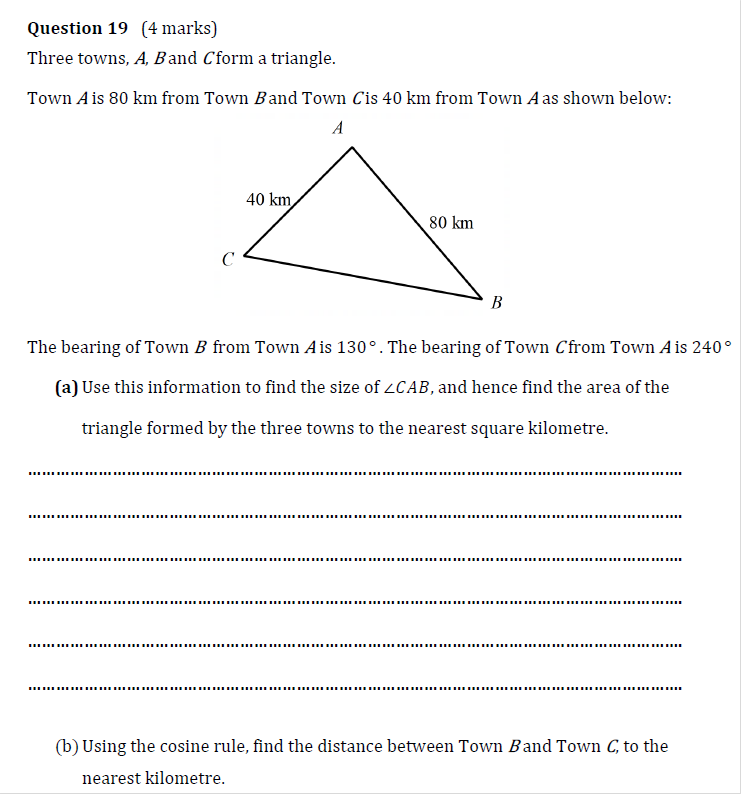 Question 19 (4 marks)
Three towns, A, B and C form a triangle.
Town A is 80 km from Town B and Town C is 40 km from Town A as shown below:
A
40 km
80 km
C
B
The bearing of Town B from Town A is 130°. The bearing of Town C from Town A is 240°
(a) Use this information to find the size of ∠CAB, and hence find the area of the
triangle formed by the three towns to the nearest square kilometre.
(b) Using the cosine rule, find the distance between Town B and Town C, to the
nearest kilometre.